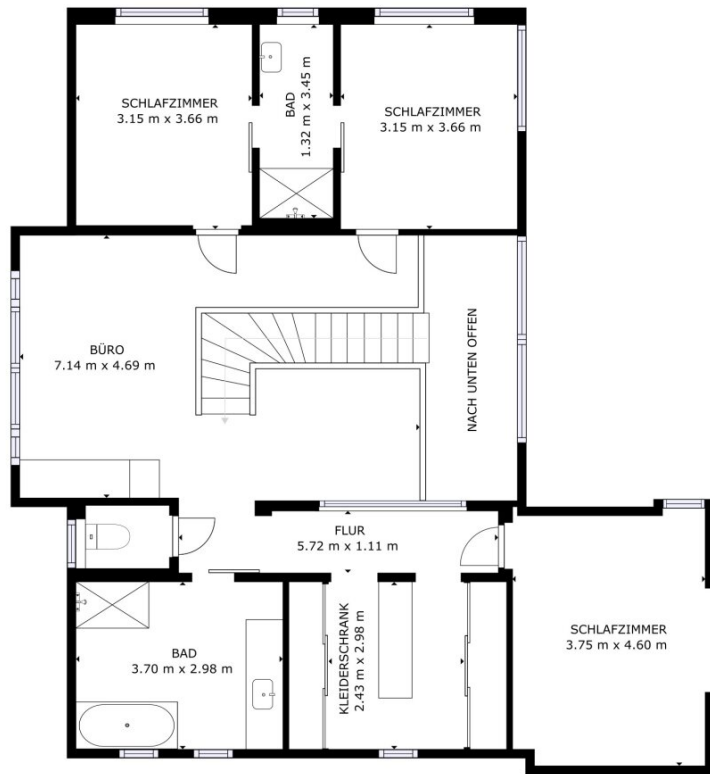 SCHLAFZIMMER
3.15 m x 3.66 m
BAD
1.32 m x 3.45 m
SCHLAFZIMMER
3.15 m x 3.66 m
BÜRO
7.14 m x 4.69 m
NACH UNTEN OFFEN
FLUR
5.72 m x 1.11 m
BAD
3.70 m x 2.98 m
KLEIDERSCHRANK
2.43 m x 2.98 m
SCHLAFZIMMER
3.75 m x 4.60 m